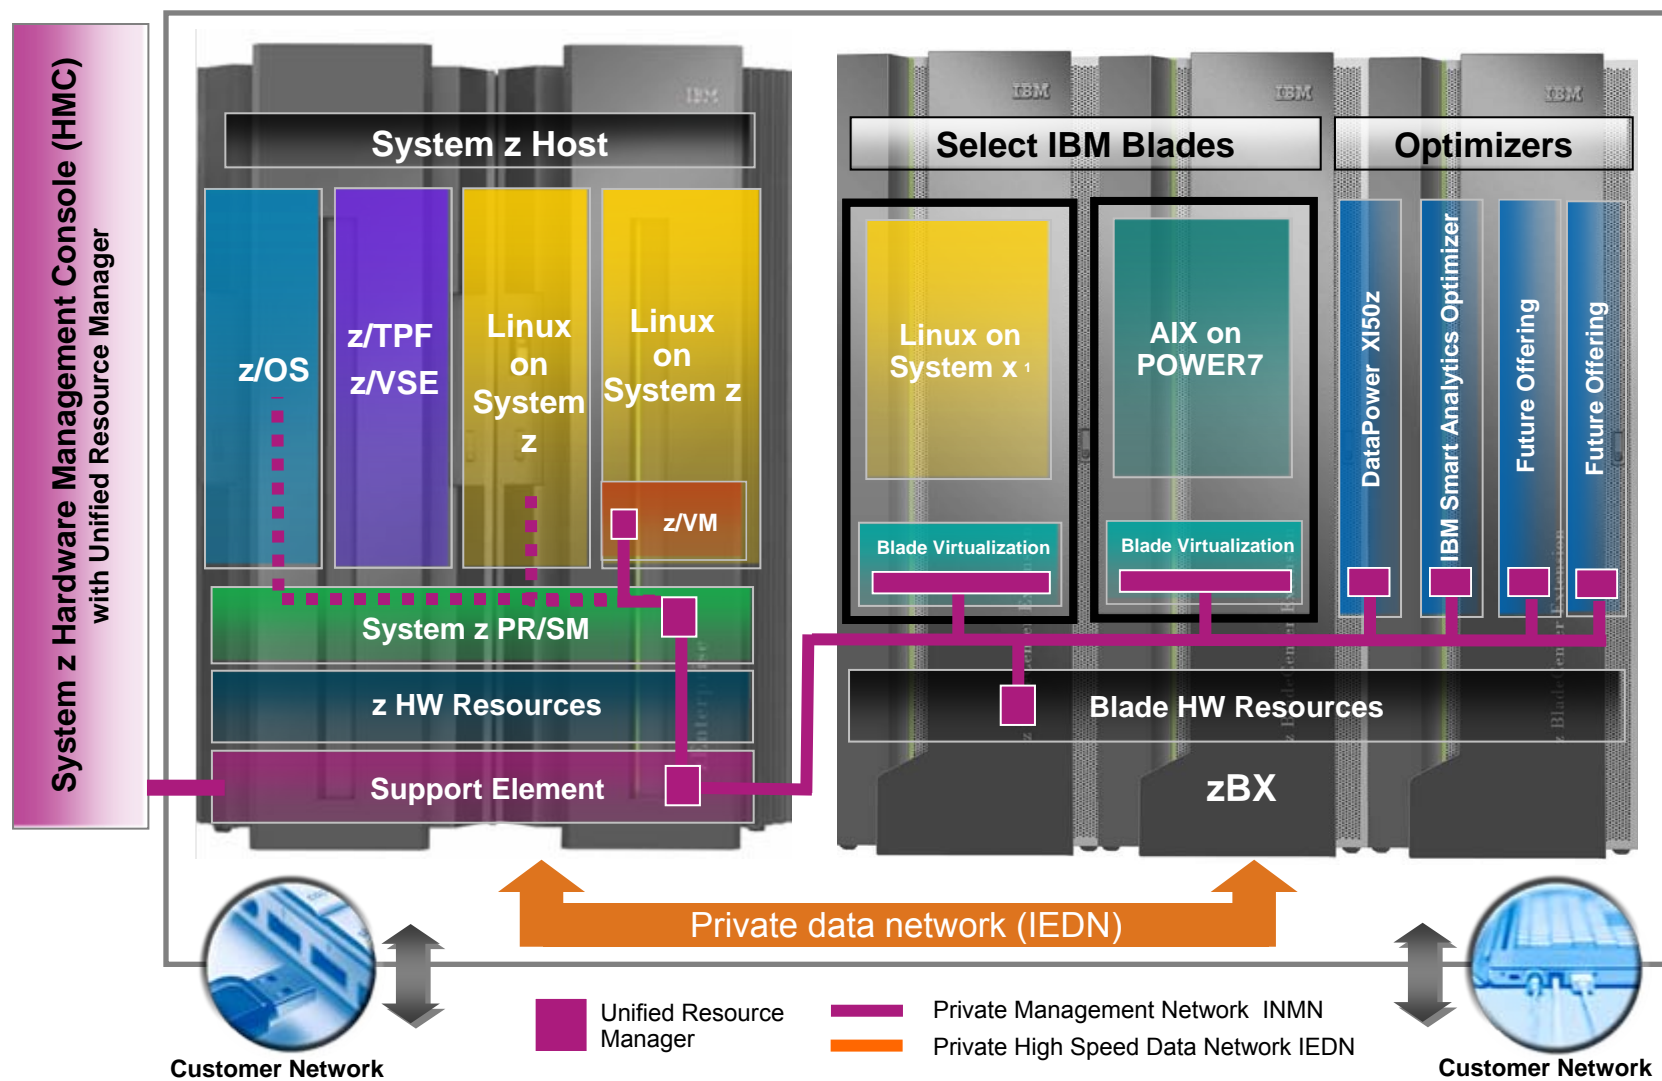 System z Hardware Management Console (HMC)
with Unified Resource Manager
IBM
IBM
IBM
IBM
System z Host
Select IBM Blades
Optimizers
z/OS
z/TPF
z/VSE
Linux
on
System
z
Linux
on
System z
z/VM
Linux on
System x 1
AIX on
POWER7
Blade Virtualization
Blade Virtualization
DataPower XI50z
IBM Smart Analytics Optimizer
Future Offering
Future Offering
System z PR/SM
z HW Resources
Support Element
Blade HW Resources
zBX
Enterprise
z BladeCenter Extension
Private data network (IEDN)
Customer Network
Unified Resource
Manager
Private Management Network INMN
Private High Speed Data Network IEDN
Customer Network